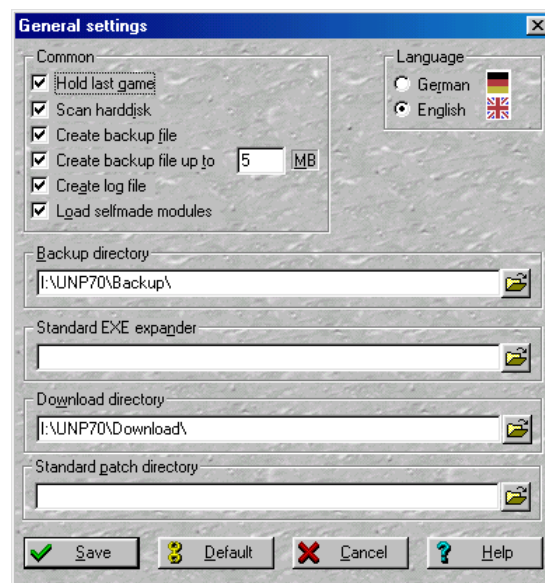 General settings
Common
Hold last game
Scan harddisk
Create backup file
Create backup file up to 5 MB
Create log file
Load selfmade modules
Language
German
English
Backup directory
I:\UNP70\Backup\
Standard EXE expander
Download directory
I:\UNP70\Download\
Standard patch directory
Save Default Cancel Help